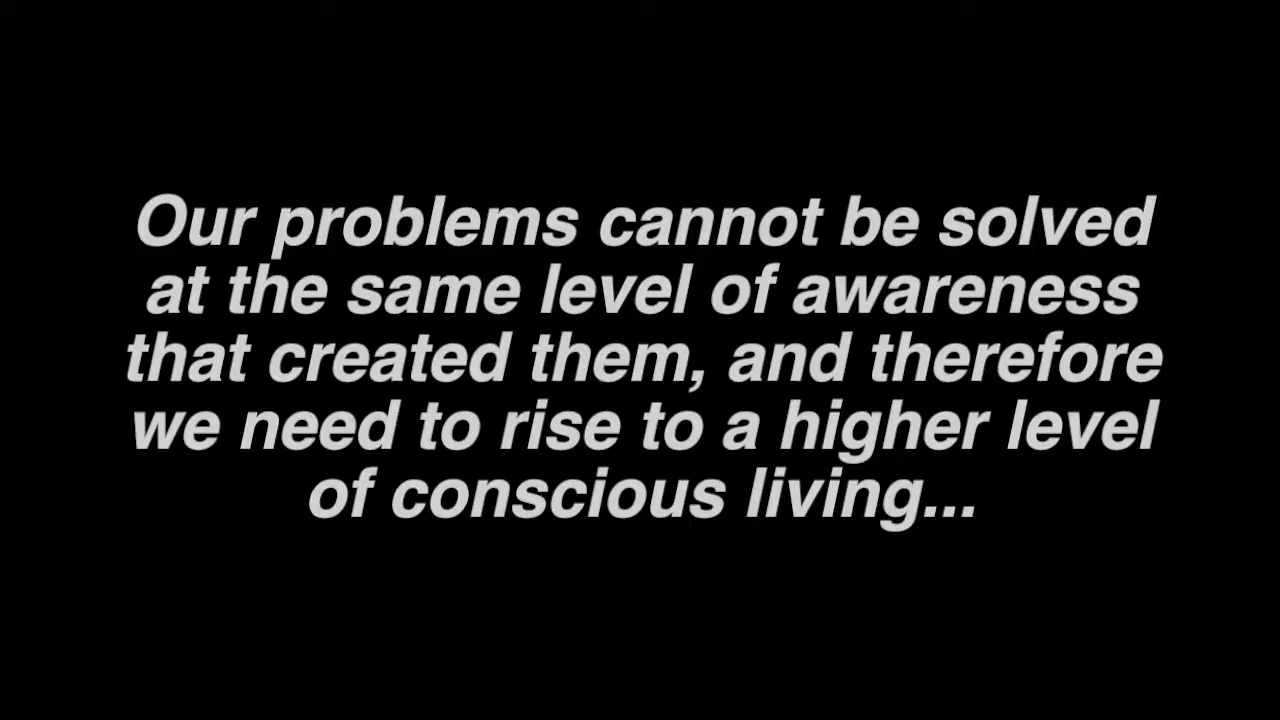 Our problems cannot be solved
at the same level of awareness
that created them, and therefore
we need to rise to a higher level
of conscious living...